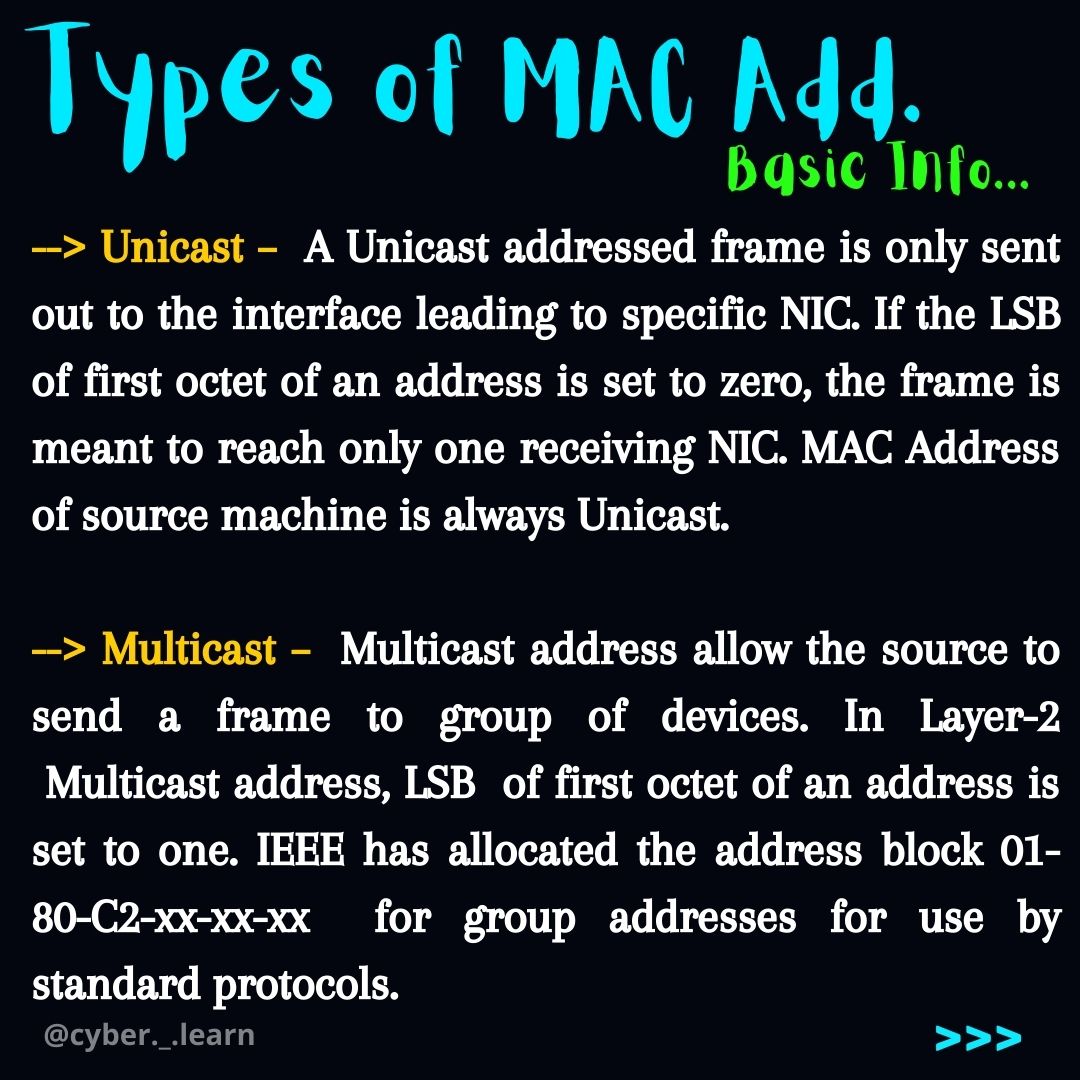 Types of MAC Add.
Basic Info...
--> Unicast – A Unicast addressed frame is only sent
out to the interface leading to specific NIC. If the LSB
of first octet of an address is set to zero, the frame is
meant to reach only one receiving NIC. MAC Address
of source machine is always Unicast.
--> Multicast – Multicast address allow the source to
send a frame to group of devices. In Layer-2
Multicast address, LSB of first octet of an address is
set to one. IEEE has allocated the address block 01-
80-C2-xx-xx-xx for group addresses for use by
standard protocols.
@cyber._.learn
>>>